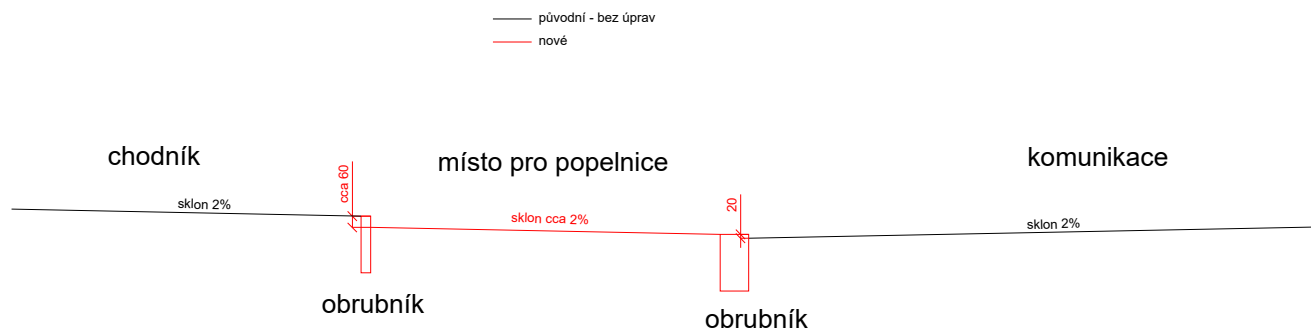 původní - bez úprav
nové
chodník
místo pro popelnice
komunikace
cca 60
20
sklon 2%
sklon cca 2%
sklon 2%
obrubník
obrubník